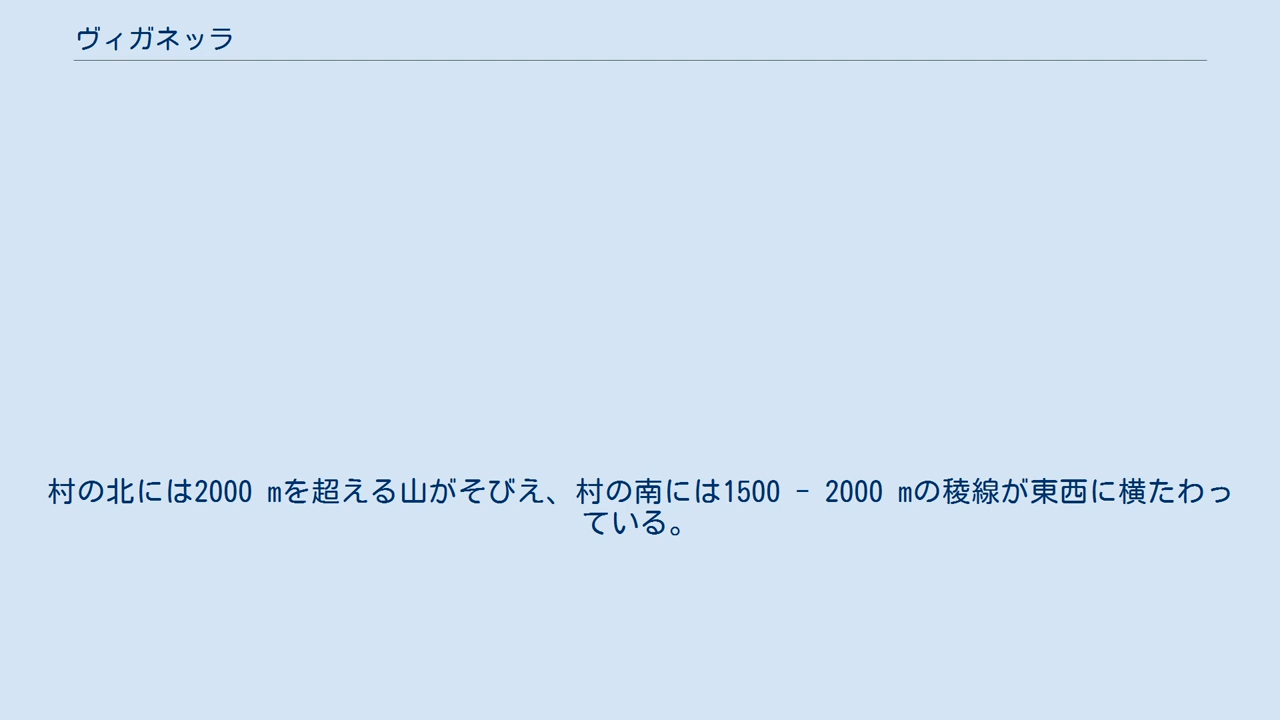 ヴィガネッラ
村の北には2000 mを超える山がそびえ、村の南には1500 - 2000 mの稜線が東西に横たわっ
ている。